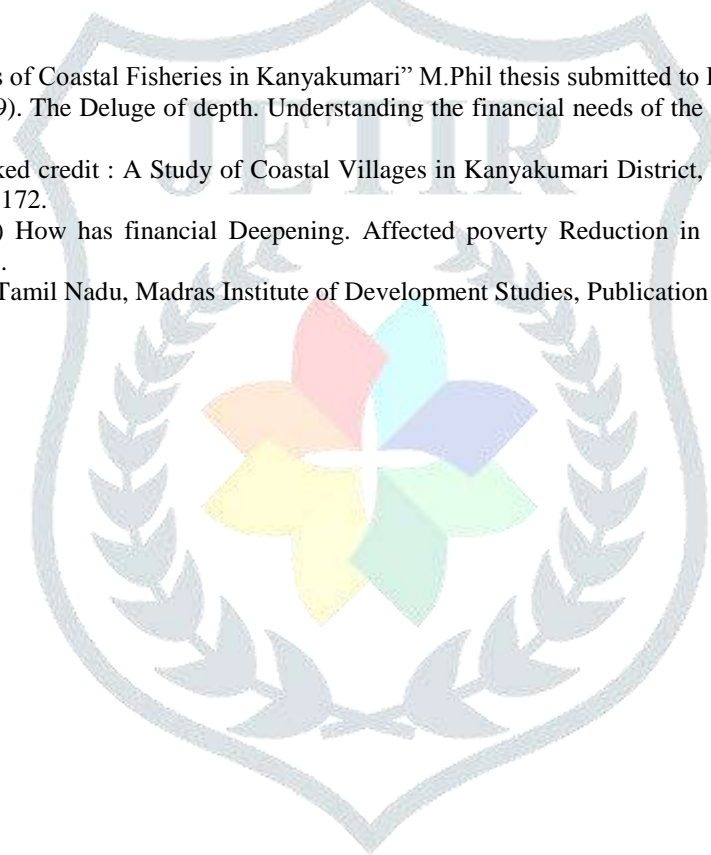 s of Coastal Fisheries in Kanyakumari” M.Phil thesis submitted to
9). The Deluge of depth. Understanding the financial needs of the
JETIR
ked credit : A Study of Coastal Villages in Kanyakumari District,
172.
) How has financial Deepening. Affected poverty Reduction in
.
Tamil Nadu, Madras Institute of Development Studies, Publication